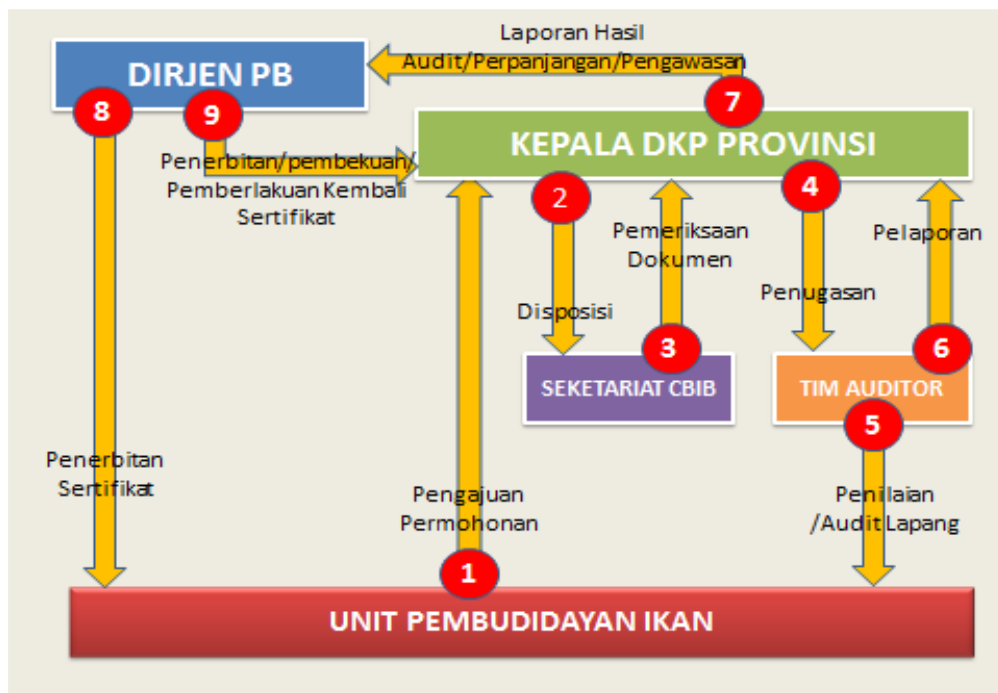 Laporan Hasil
Audit/Perpanjangan/Pengawasan
DIRJEN PB
7
8
9
KEPALA DKP PROVINSI
Penerbitan/pembekuah/
Pemberlakuan Kembali
Sertifikat
2
4
Pemeriksaan
Dokumen
Pelaporan
Penugasan
Disposisi
3
6
SEKETARIAT CBIB
TIM AUDITOR
5
Penerbitan
Sertifikat
Pengajuan
Permohonan
Penilaian
/Audit Lapang
1
UNIT PEMBUDIDAYAN IKAN